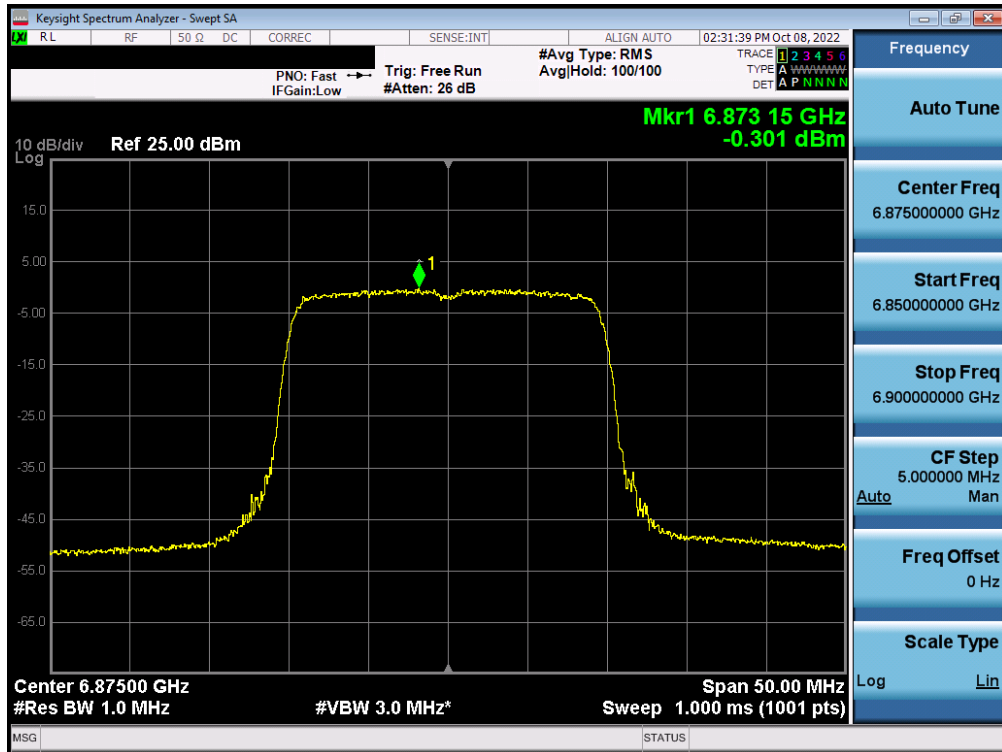 Keysight Spectrum Analyzer - Swept SA
LXI RL RF 50 Ω DC CORREC SENSE:INT ALIGN AUTO 02:31:39 PM Oct 08, 2022
PNO: Fast
IFGain:Low
Trig: Free Run
#Atten: 26 dB
#Avg Type: RMS
Avg|Hold: 100/100
TRACE 1 2 3 4 5 6
TYPE A WWWWW
DET A P N N N N
Mkr1 6.873 15 GHz
-0.301 dBm
10 dB/div
Log
Ref 25.00 dBm
15.0
5.00
-5.00
-15.0
-25.0
-35.0
-45.0
-55.0
-65.0
1
Center 6.87500 GHz
#Res BW 1.0 MHz
#VBW 3.0 MHz*
Span 50.00 MHz
Sweep 1.000 ms (1001 pts)
MSG
STATUS
Frequency
Auto Tune
Center Freq
6.875000000 GHz
Start Freq
6.850000000 GHz
Stop Freq
6.900000000 GHz
CF Step
5.000000 MHz
Auto Man
Freq Offset
0 Hz
Scale Type
Log Lin